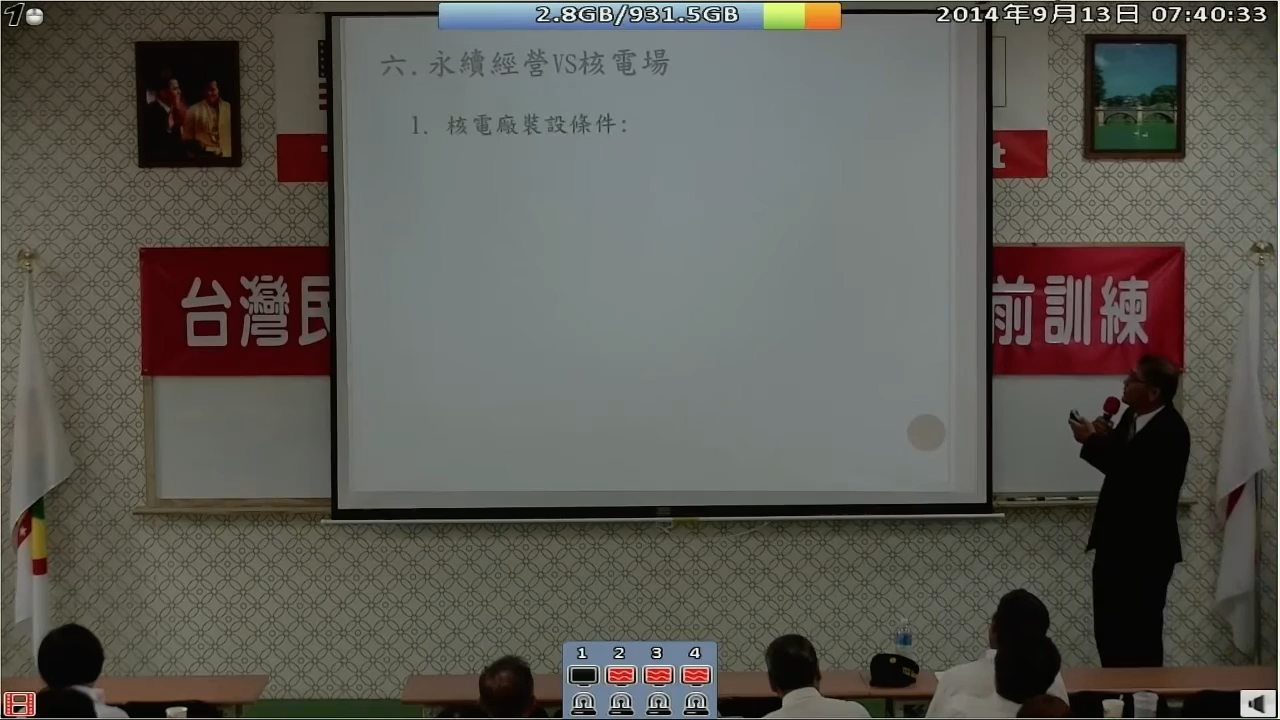 1
2.8GB/931.5GB
2014年9月13日 07:40:33
六.永續經營VS核電場
1. 核電廠裝設條件:
t
台灣民
前訓練
1 2 3 4